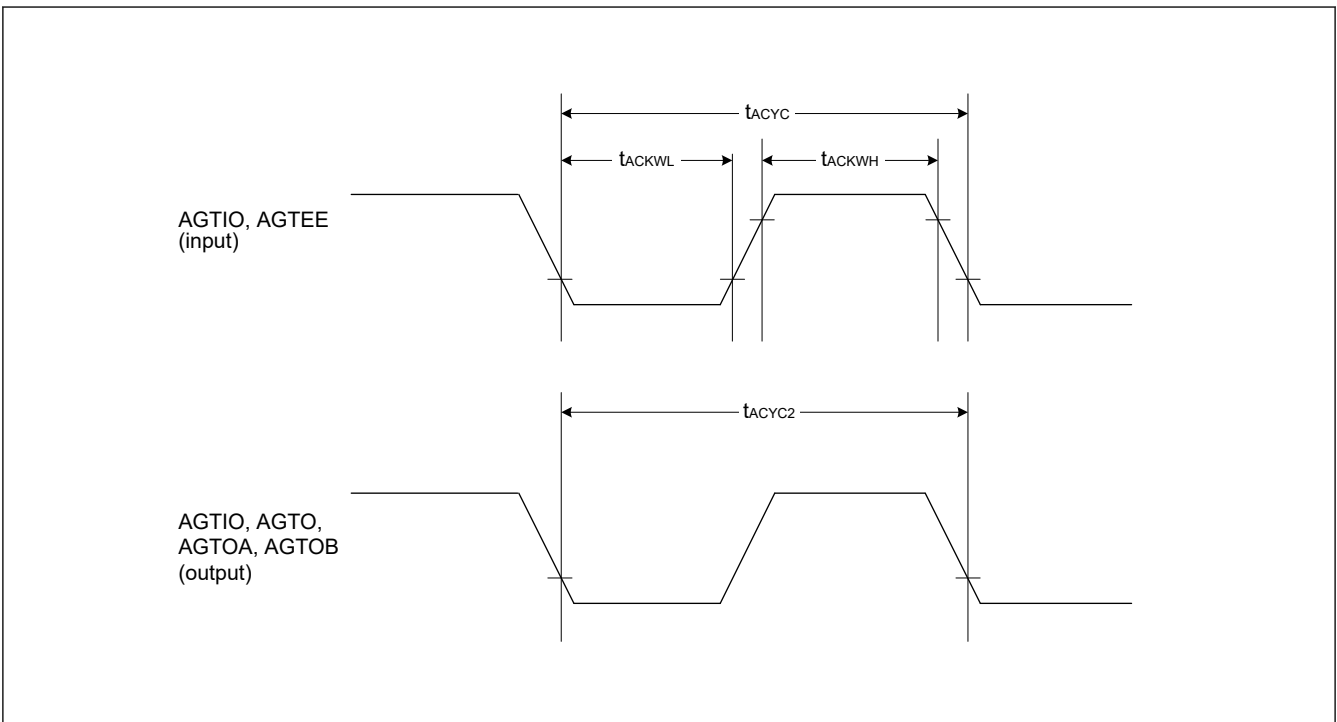 tACYC
tACKWL
tACKWH
AGTIO, AGTEE
(input)
tACYC2
AGTIO, AGTO,
AGTOA, AGTOB
(output)